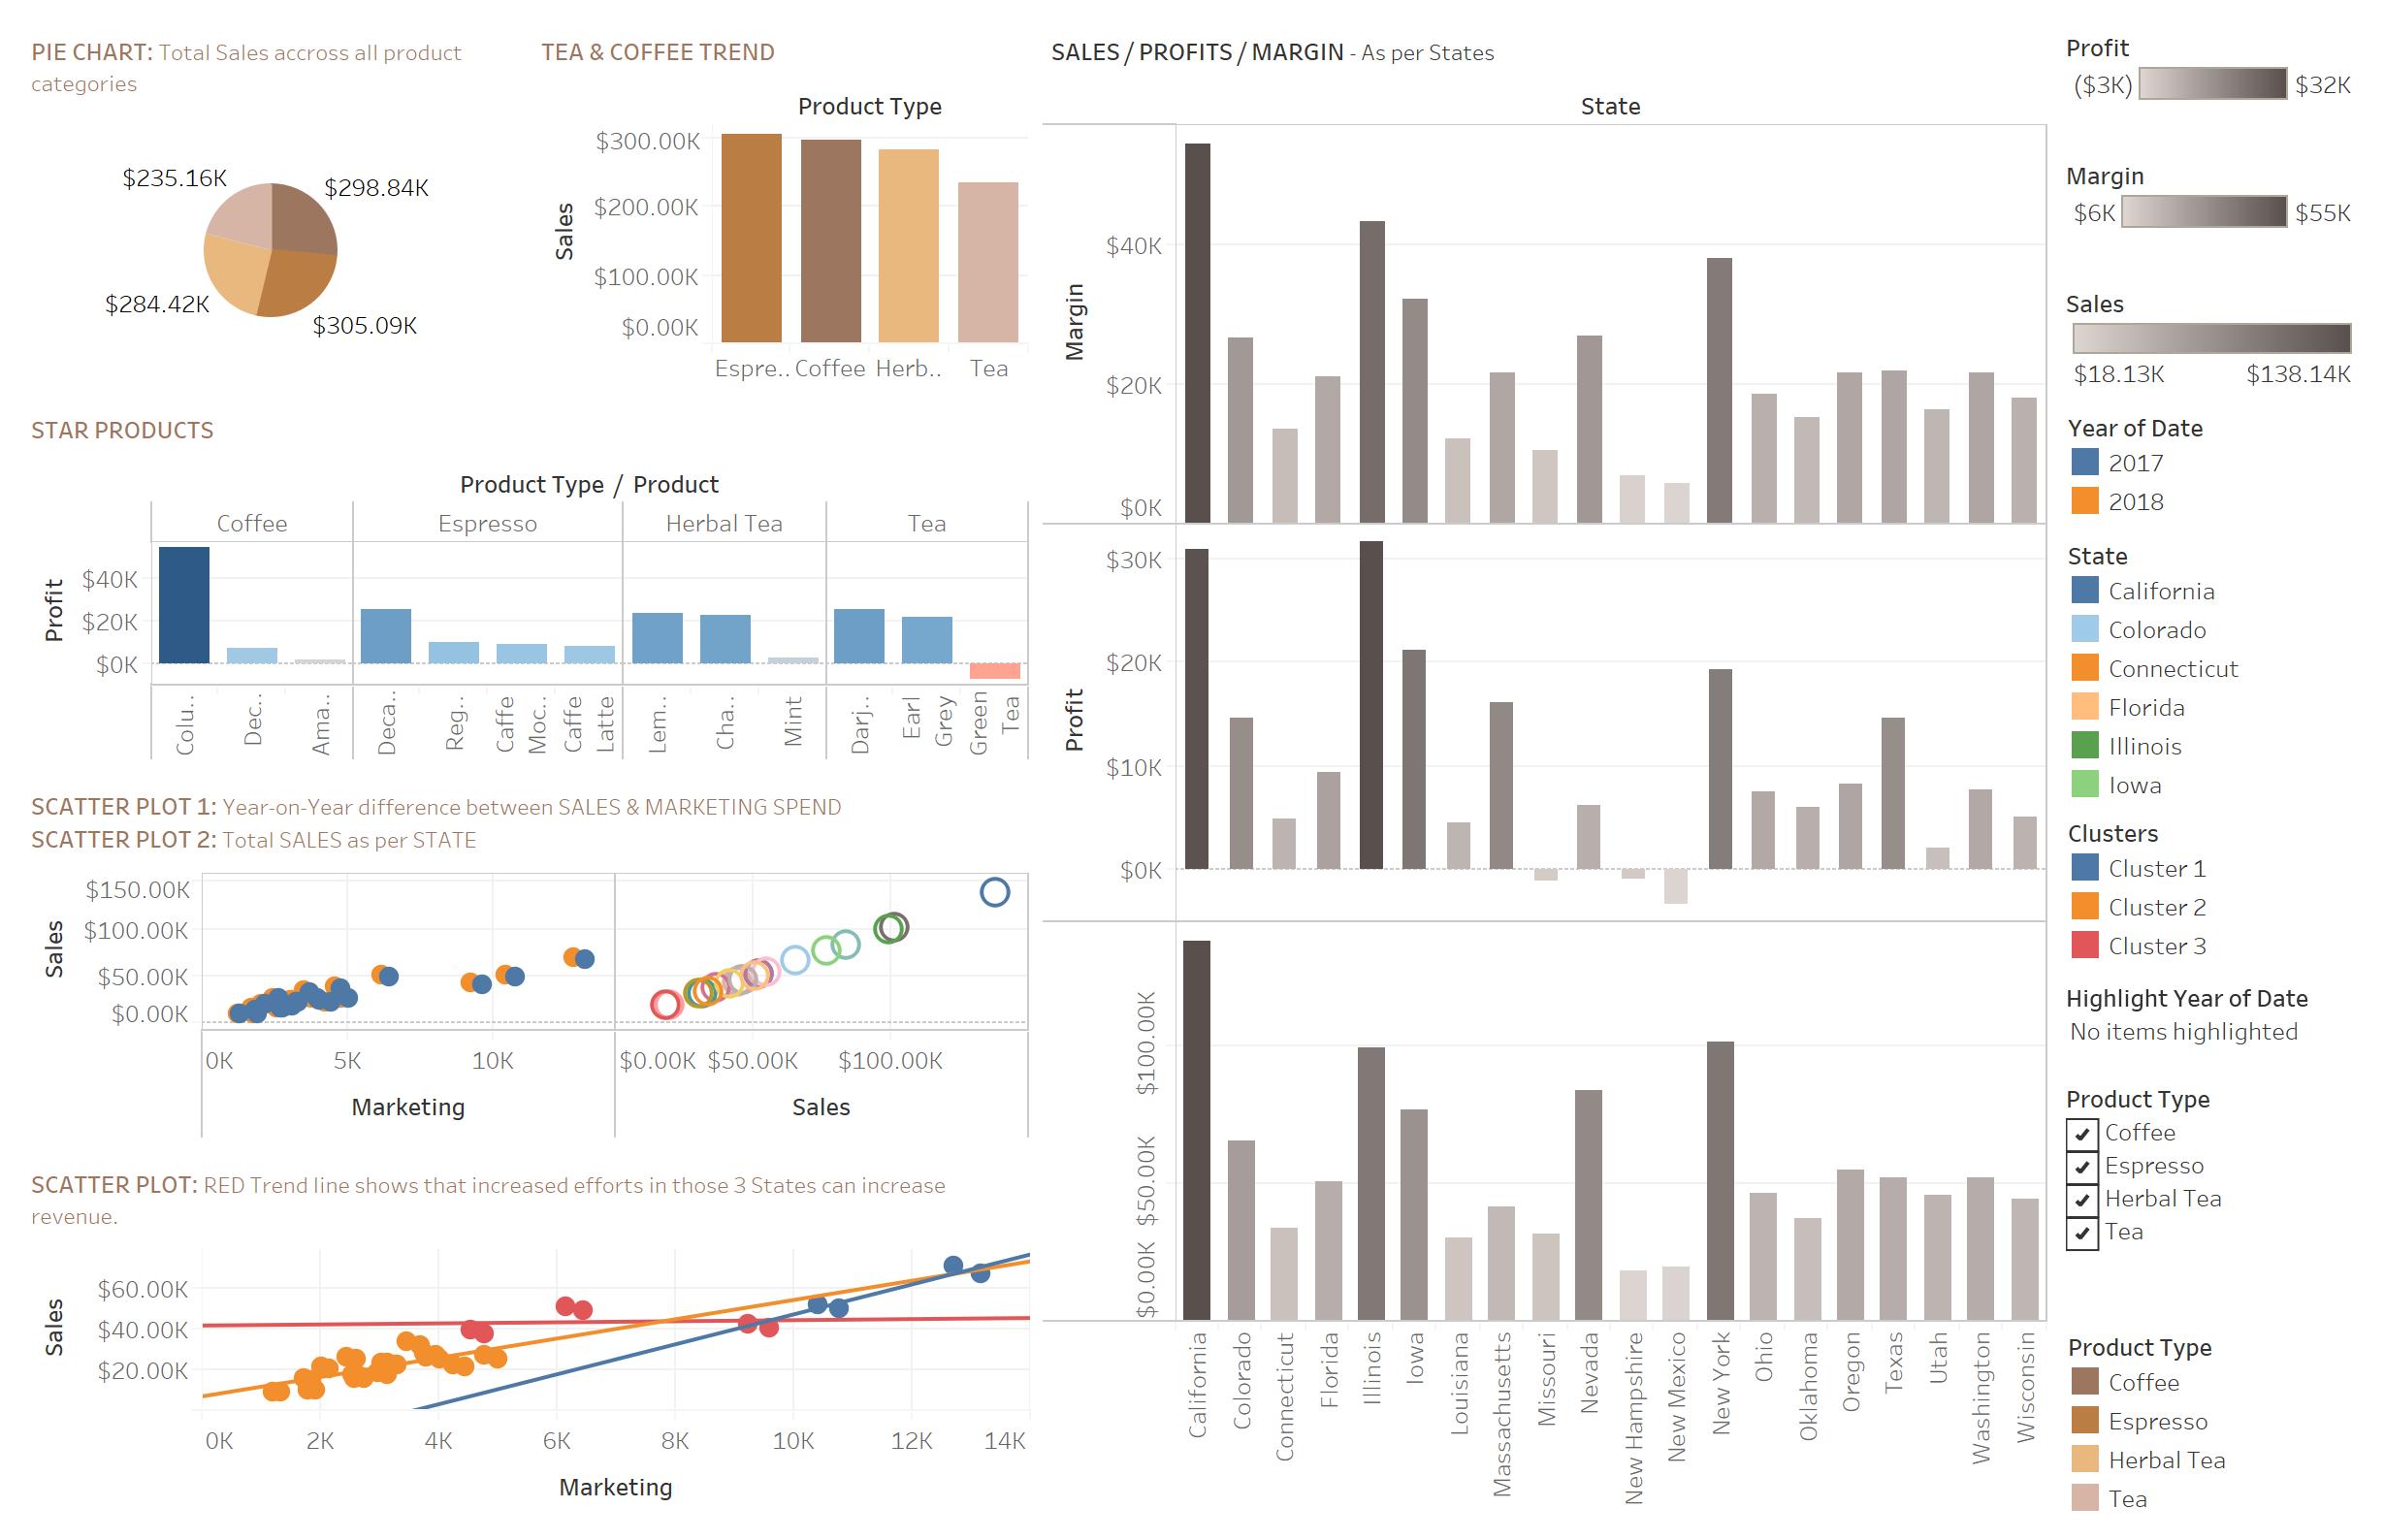 PIE CHART: Total Sales accross all product
categories
$235.16K
$298.84K
$284.42K
$305.09K
TEA & COFFEE TREND
Product Type
Sales
$300.00K
$200.00K
$100.00K
$0.00K
Espre.. Coffee Herb.. Tea
STAR PRODUCTS
Product Type / Product
Coffee Espresso Herbal Tea Tea
Profit
$40K
$20K
$0K
Colu..
Dec..
Ama..
Deca..
Reg..
Caffe
Moc..
Caffe
Latte
Lem..
Cha..
Mint
Darj..
Earl
Grey
Green
Tea
SCATTER PLOT 1: Year-on-Year difference between SALES & MARKETING SPEND
SCATTER PLOT 2: Total SALES as per STATE
Sales
$150.00K
$100.00K
$50.00K
$0.00K
0K 5K 10K
$0.00K $50.00K $100.00K
Marketing
Sales
SCATTER PLOT: RED Trend line shows that increased efforts in those 3 States can increase
revenue.
Sales
$60.00K
$40.00K
$20.00K
0K 2K 4K 6K 8K 10K 12K 14K
Marketing
SALES / PROFITS / MARGIN - As per States
State
Margin
$40K
$20K
$0K
Profit
$30K
$20K
$10K
$0K
$100.00K
$50.00K
$0.00K
California
Colorado
Connecticut
Florida
Illinois
Iowa
Louisiana
Massachusetts
Missouri
Nevada
New Hampshire
New Mexico
New York
Ohio
Oklahoma
Oregon
Texas
Utah
Washington
Wisconsin
Profit
($3K) $32K
Margin
$6K $55K
Sales
$18.13K $138.14K
Year of Date
2017
2018
State
California
Colorado
Connecticut
Florida
Illinois
Iowa
Clusters
Cluster 1
Cluster 2
Cluster 3
Highlight Year of Date
No items highlighted
Product Type
Coffee
Espresso
Herbal Tea
Tea
Product Type
Coffee
Espresso
Herbal Tea
Tea